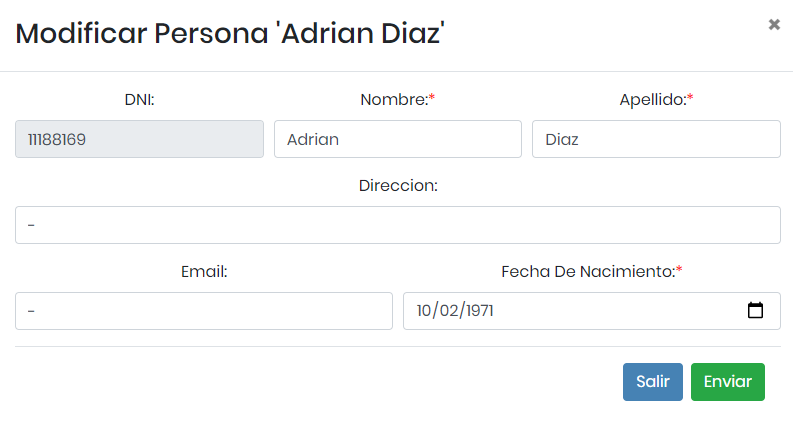 Modificar Persona 'Adrian Diaz'
×
DNI: Nombre:* Apellido:*
11188169 Adrian Diaz
Direccion:
-
Email: Fecha De Nacimiento:*
- 10/02/1971
Salir Enviar